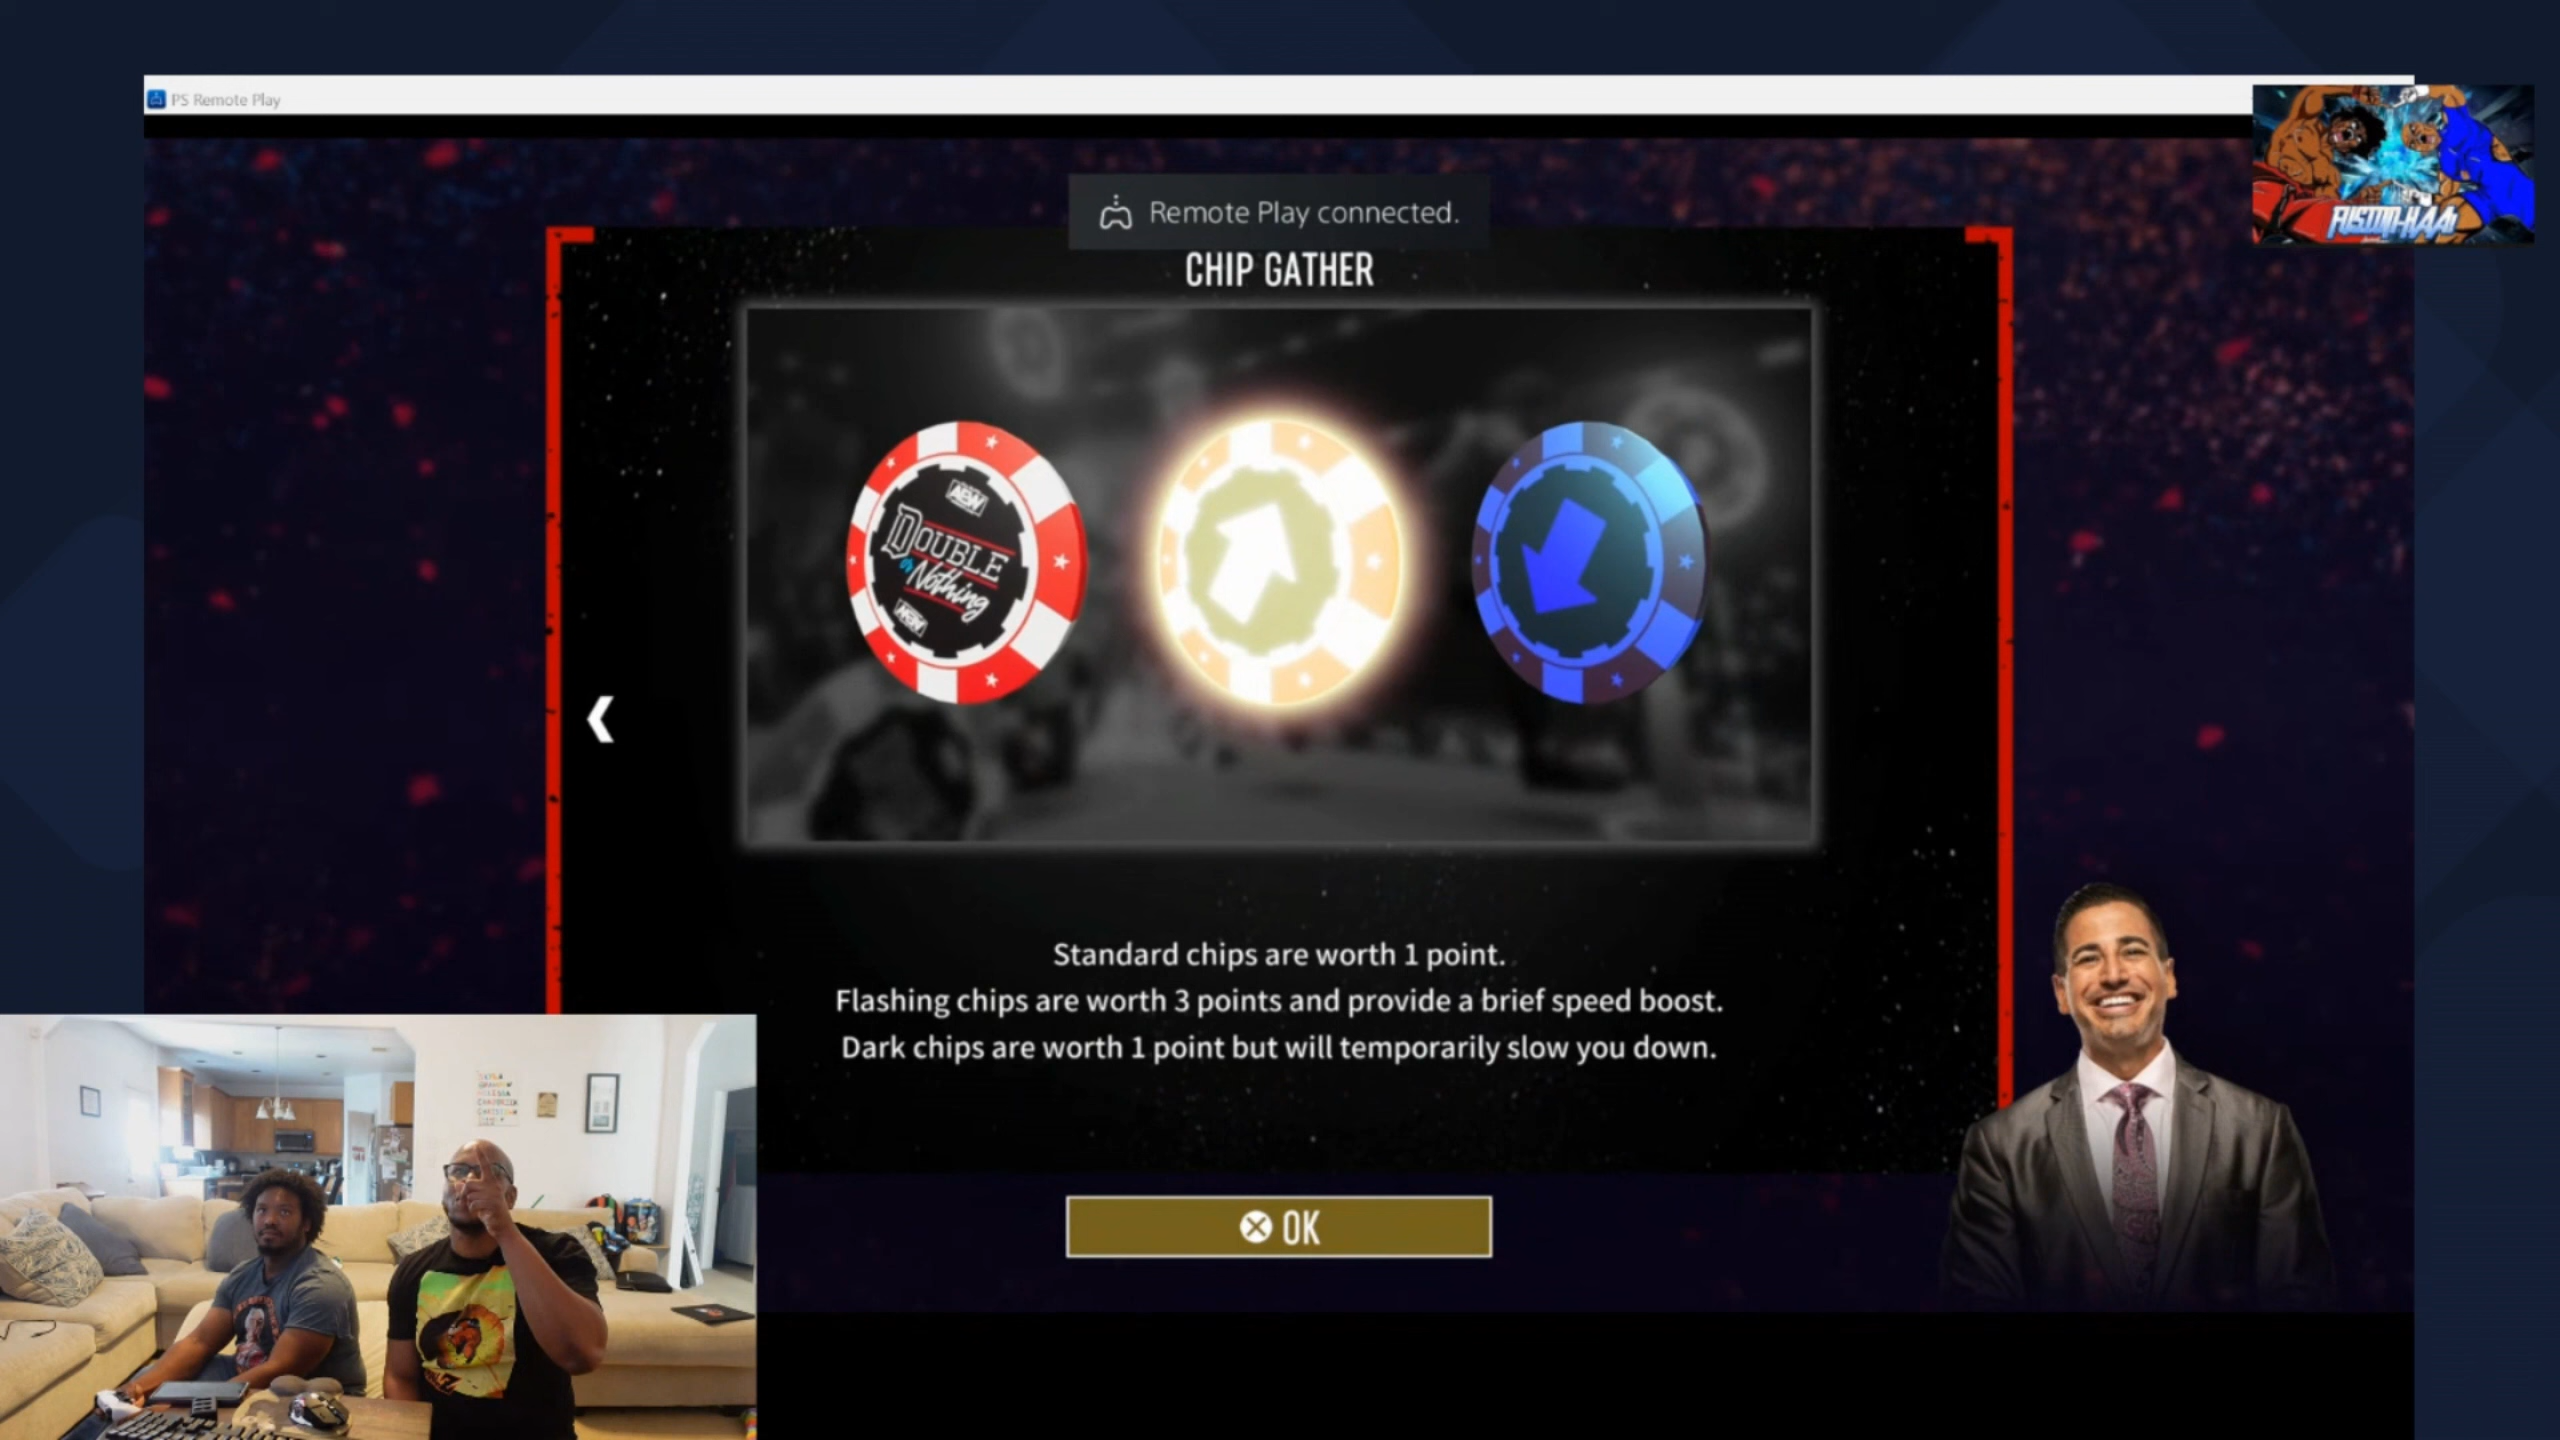 PS Remote Play
Remote Play connected.
FUSION-HAA!
CHIP GATHER
AEW
DOUBLE
or Nothing
AEW
Standard chips are worth 1 point.
Flashing chips are worth 3 points and provide a brief speed boost.
Dark chips are worth 1 point but will temporarily slow you down.
OK